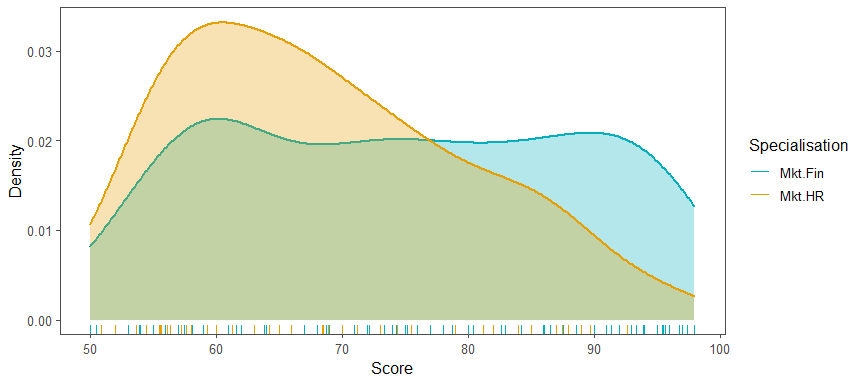 0.03
0.02
0.01
0.00
Density
50 60 70 80 90 100
Score
Specialisation
Mkt.Fin
Mkt.HR